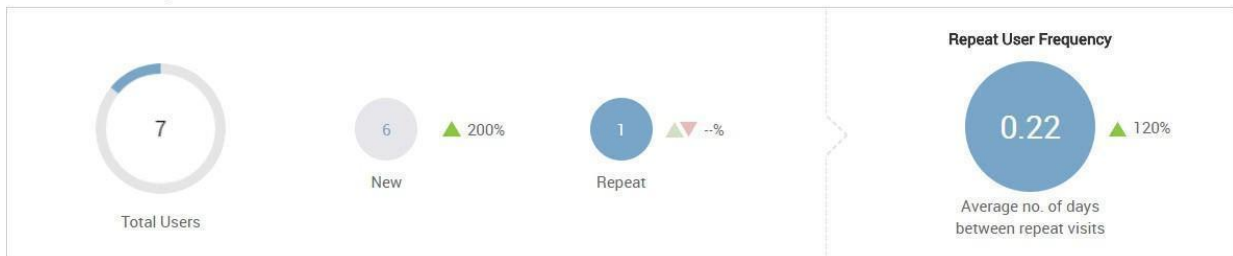 7
Total Users
6
200%
New
1
--%
Repeat
Repeat User Frequency
0.22
120%
Average no. of days
between repeat visits